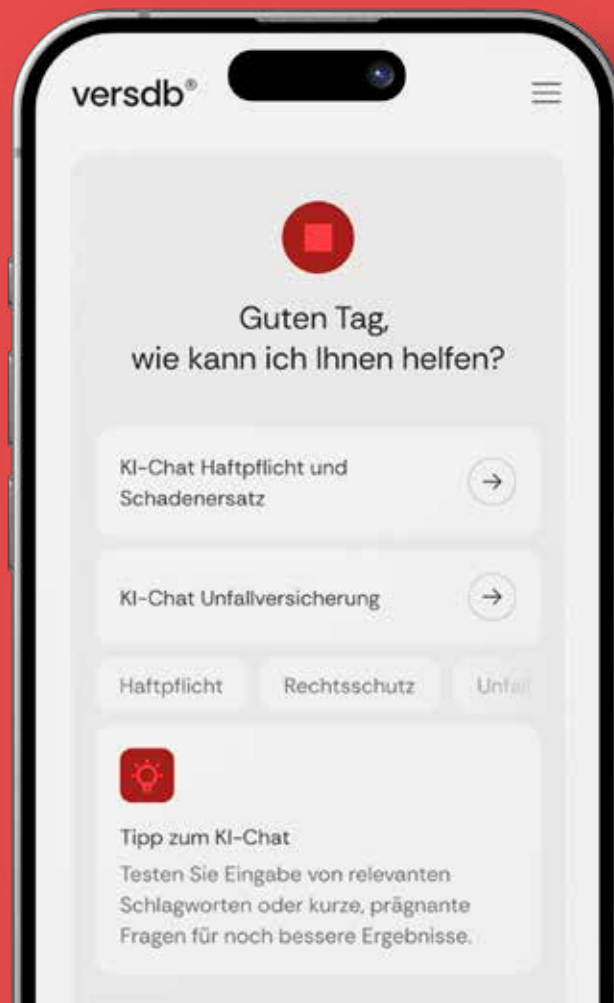 versdb®
Guten Tag,
wie kann ich Ihnen helfen?
KI-Chat Haftpflicht und
Schadenersatz
KI-Chat Unfallversicherung
Haftpflicht
Rechtsschutz
Tipp zum KI-Chat
Testen Sie Eingabe von relevanten
Schlagworten oder kurze, prägnante
Fragen für noch bessere Ergebnisse.